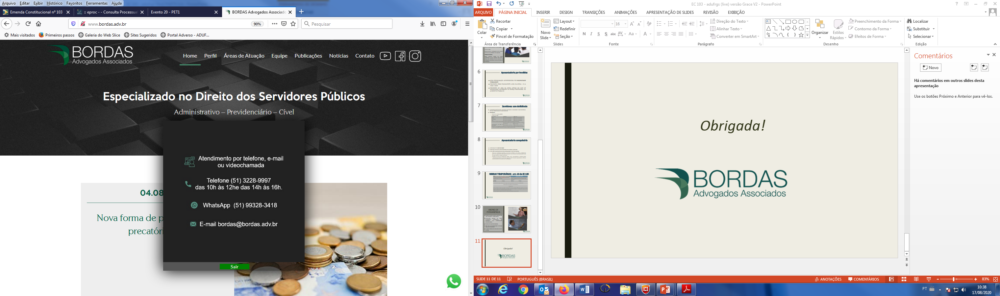 Arquivo Editar Exibir Histórico Favoritos Ferramentas Ajuda
Emenda Constitucional nº 103
:: eproc - - Consulta Processual
Evento 20 - PET1
BORDAS Advogados Associado
www.bordas.adv.br
90%
Pesquisar
Mais visitados
Primeiros passos
Galeria do Web Slice
Sites Sugeridos
Portal Adverso - ADUF...
BORDAS
Advogados Associados
Home Perfil Áreas de Atuação Equipe Publicações Notícias Contato
Especializado no Direito dos Servidores Públicos
Administrativo – Previdenciário – Cível
Atendimento por telefone, e-mail
ou videochamada
Telefone (51) 3228-9997
das 10h às 12he das 14h às 16h.
WhatsApp (51) 99328-3418
E-mail bordas@bordas.adv.br
Sair
04.08
Nova forma de p
precatóri
EC 103 - adufrgs (live) versão Grace V2 - PowerPoint
ARQUIVO PÁGINA INICIAL INSERIR DESIGN TRANSIÇÕES ANIMAÇÕES APRESENTAÇÃO DE SLIDES REVISÃO EXIBIÇÃO
Colar
Recortar
Copiar
Pincel de Formatação
Área de Transferência
Novo
Slide
Layout
Redefinir
Seção
Slides
16
N I S S abc AV Aa A
Fonte
Direção do Texto
Alinhar Texto
Converter em SmartArt
Parágrafo
Organizar
Estilos
Rápidos
Preenchimento da Forma
Contorno da Forma
Efeitos de Forma
Desenho
Localizar
Substituir
Selecionar
Edição
6
Aposentadoria por invalidez
7
Servidores com deficiência
8
Aposentadoria compulsória
9
REGRAS TEMPORÁRIAS - art. 10 da EC 103
10
ABONO DE
PERMANÊNCIA
11
Obrigada!
BORDAS
Advogados Associados
Obrigada!
BORDAS
Advogados Associados
Comentários
Novo
Há comentários em outros slides desta
apresentação
Use os botões Próximo e Anterior para vê-los.
SLIDE 11 DE 11
PORTUGUÊS (BRASIL)
ANOTAÇÕES
COMENTÁRIOS
83%
PT
10:38
17/08/2020